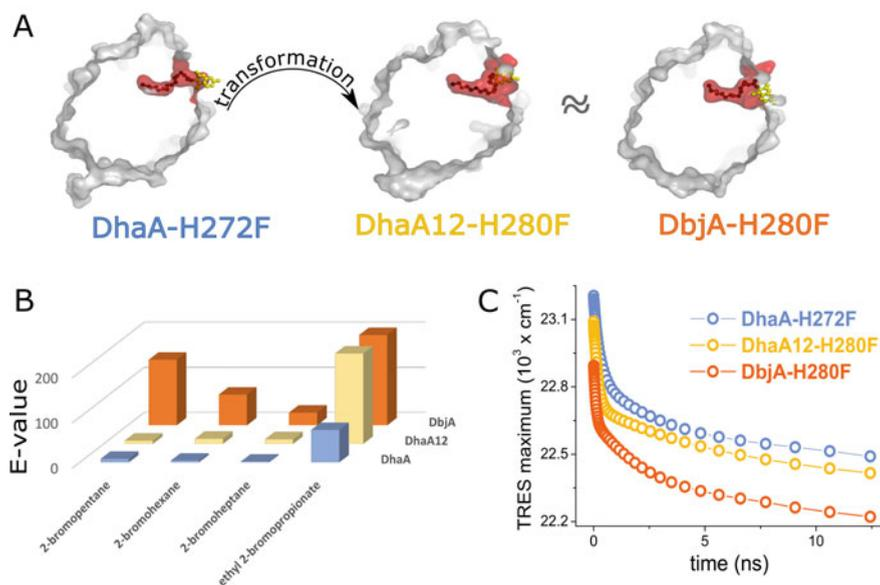 A
transformation
≈
DhaA-H272F
DhaA12-H280F
DbjA-H280F
B
E-value
200
100
0
DbjA
DhaA12
DhaA
2-bromopentane
2-bromohexane
2-bromoheptane
ethyl 2-bromopropionate
C
TRES maximum (10³ x cm⁻¹)
23.1
22.8
22.5
22.2
DhaA-H272F
DhaA12-H280F
DbjA-H280F
0
5
10
time (ns)